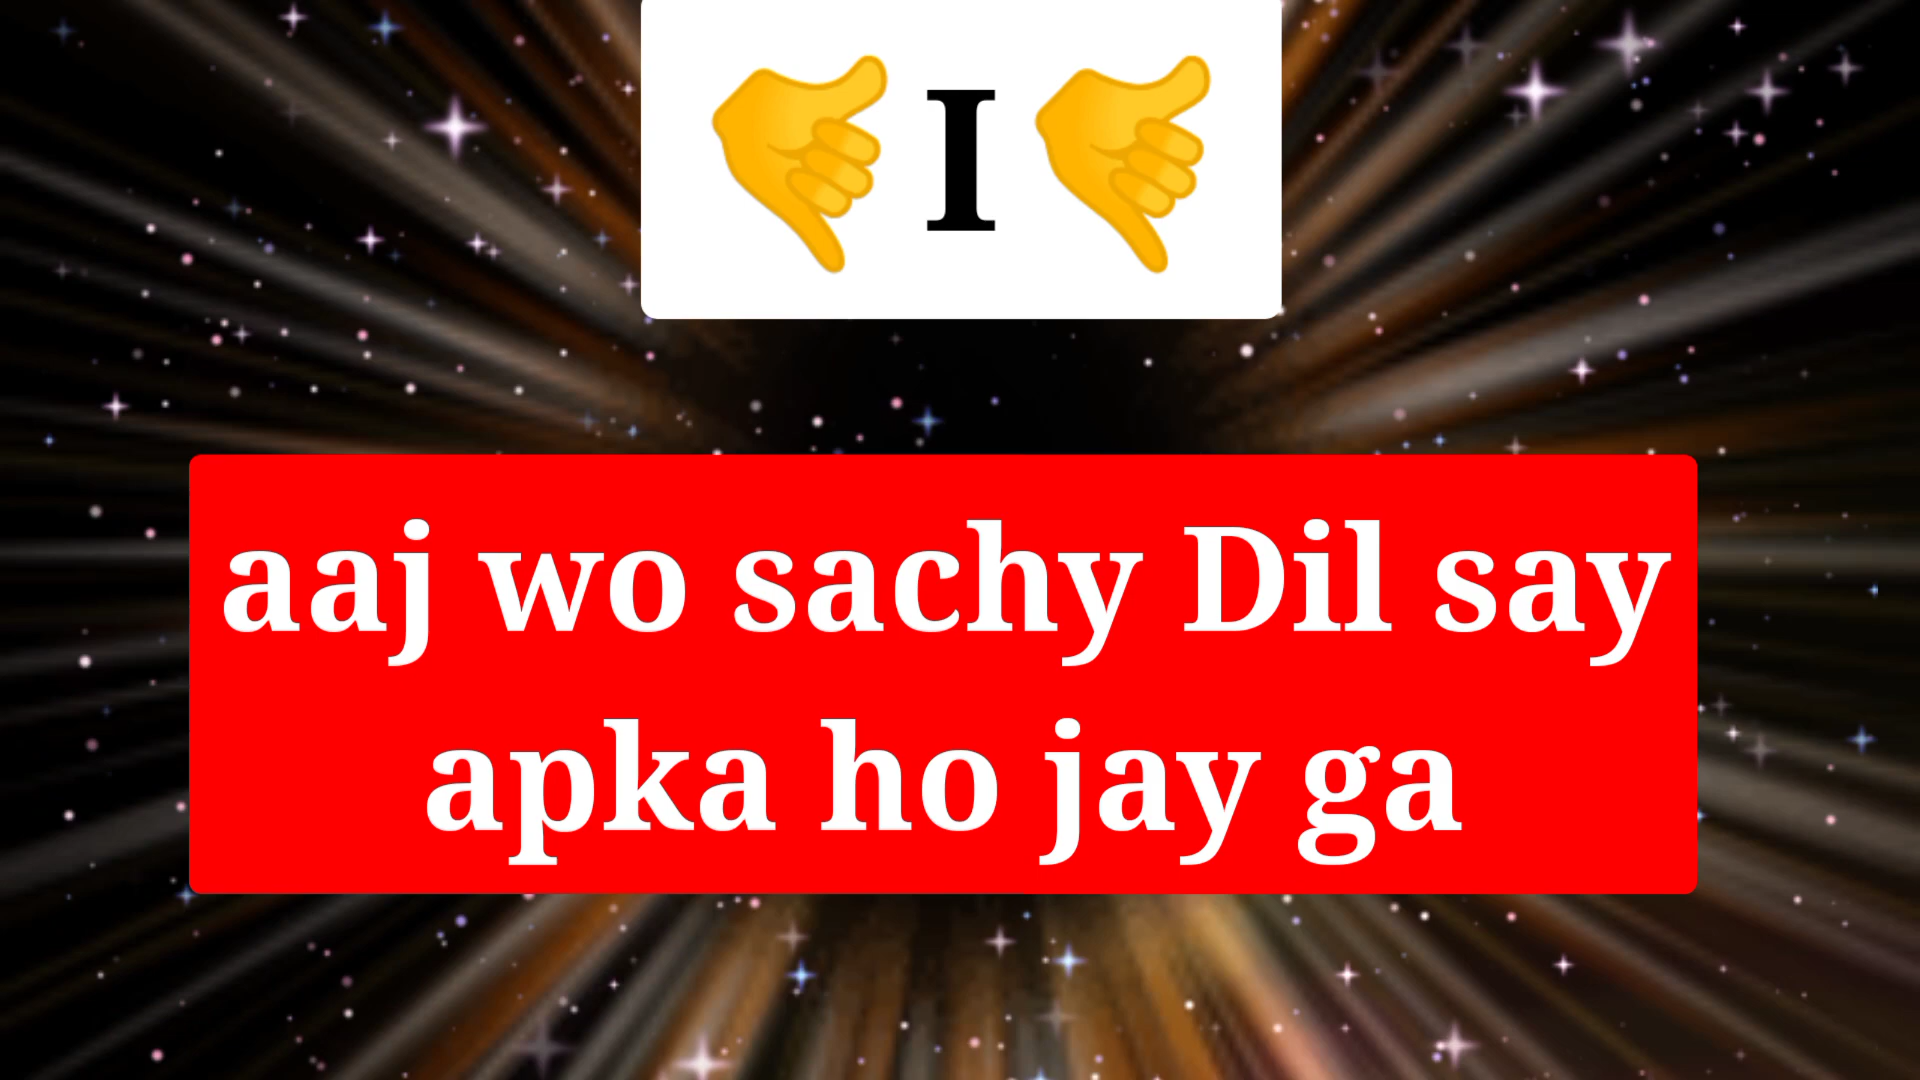 🤙 I 🤙
aaj wo sachy Dil say
apka ho jay ga